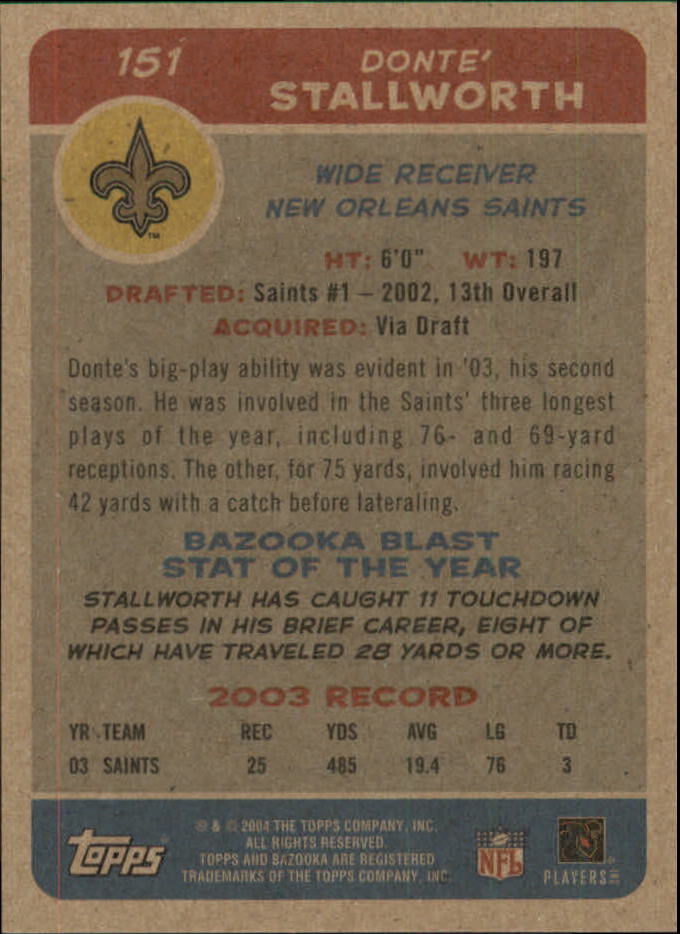 151
DONTE'
STALLWORTH
WIDE RECEIVER
NEW ORLEANS SAINTS
HT: 6'0" WT: 197
DRAFTED: Saints #1 – 2002, 13th Overall
ACQUIRED: Via Draft
Donte's big-play ability was evident in '03, his second
season. He was involved in the Saints' three longest
plays of the year, including 76- and 69-yard
receptions. The other, for 75 yards, involved him racing
42 yards with a catch before lateraling.
BAZOOKA BLAST
STAT OF THE YEAR
STALLWORTH HAS CAUGHT 11 TOUCHDOWN
PASSES IN HIS BRIEF CAREER, EIGHT OF
WHICH HAVE TRAVELED 28 YARDS OR MORE.
2003 RECORD
YR TEAM REC YDS AVG LG TD
03 SAINTS 25 485 19.4 76 3
® & © 2004 THE TOPPS COMPANY, INC.
ALL RIGHTS RESERVED.
TOPPS AND BAZOOKA ARE REGISTERED
TRADEMARKS OF THE TOPPS COMPANY, INC.
Topps
NFL
PLAYERS